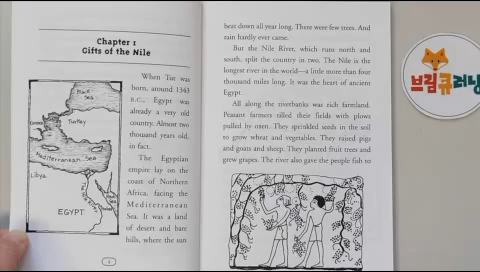 Chapter 1
Gifts of the Nile
Black
Sea
Turkey
Mediterranean Sea
Libya
EGYPT
When Tut was
born, around 1343
B.C., Egypt was
already a very old
country. Almost two
thousand years old,
in fact.
The Egyptian
empire lay on the
coast of Northern
Africa, facing the
Mediterranean
Sea. It was a land
of desert and bare
hills, where the sun
beat down all year long. There were few trees. And
rain hardly ever came.
But the Nile River, which runs north and
south, split the country in two. The Nile is the
longest river in the world—a little more than four
thousand miles long. It was the heart of ancient
Egypt.
All along the riverbanks was rich farmland.
Peasant farmers tilled their fields with plows
pulled by oxen. They sprinkled seeds in the soil
to grow wheat and vegetables. They raised pigs
and goats and sheep. They planted fruit trees and
grew grapes. The river also gave the people fish to
브림큐러닝